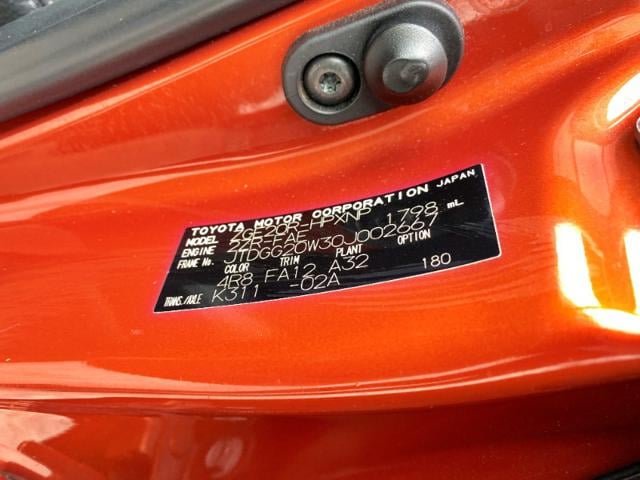 TOYOTA MOTOR CORPORATION JAPAN
MODEL ZGE20R-HPXNP 1798 mL
ENGINE 2ZR-FAE
FRAME No. JTDGG20W30J002667
COLOR TRIM PLANT OPTION
4R8 FA12 A32 180
TRANS./AXLE K311 -02A